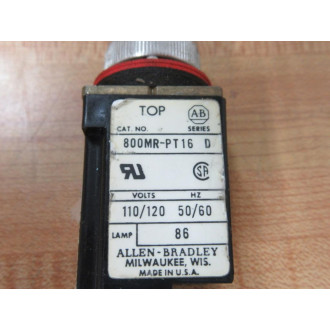 TOP
AB
CAT. NO. SERIES
800MR-PT16 D
VOLTS HZ
110/120 50/60
LAMP 86
ALLEN-BRADLEY
MILWAUKEE, WIS.
MADE IN U.S.A.